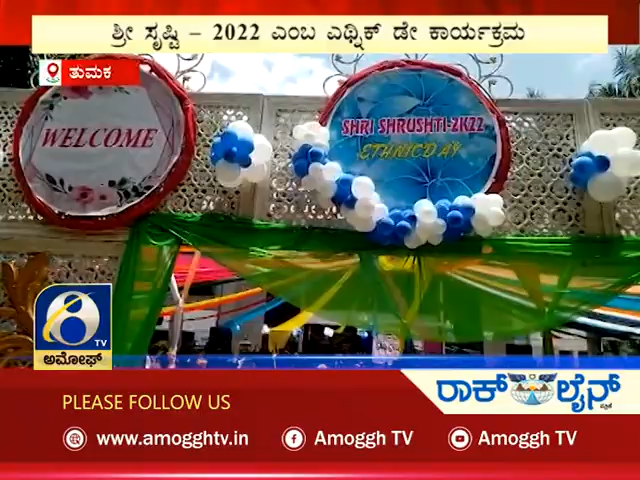 ಶ್ರೀ ಸೃಷ್ಟಿ – 2022 ಎಂಬ ಎಥ್ನಿಕ್ ಡೇ ಕಾರ್ಯಕ್ರಮ
ತುಮಕ
WELCOME
SHRI SHRUSHTI-2K22
ETHNIC DAY
TV
ಅಮೋಘ್
ರಾಕ್ ಲೈನ್
PLEASE FOLLOW US
www.amogghtv.in
Amoggh TV
Amoggh TV